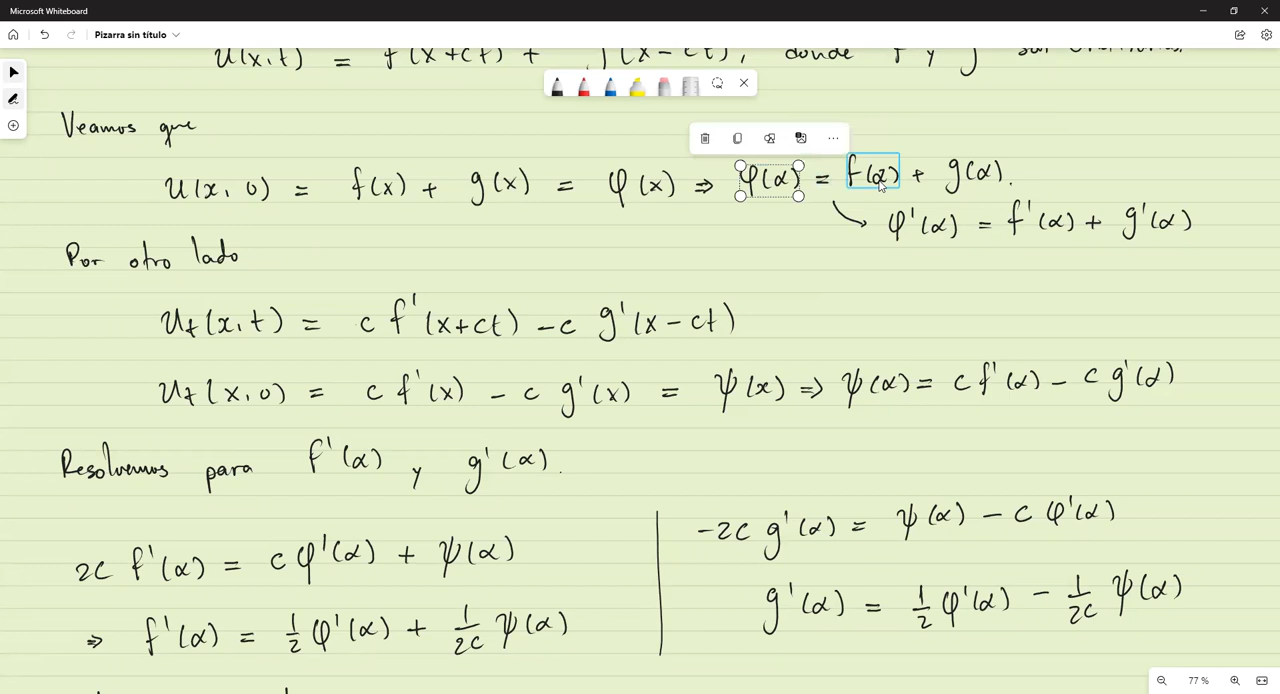 Microsoft Whiteboard
Pizarra sin título
u(x,t) = f(x+ct) + g(x-ct), donde f y g son
Veamos que
u(x,0) = f(x) + g(x) = φ(x) ⇒ φ(α) = f(α) + g(α).
φ'(α) = f'(α) + g'(α)
Por otro lado
u_t(x,t) = c f'(x+ct) - c g'(x-ct)
u_t(x,0) = c f'(x) - c g'(x) = ψ(x) ⇒ ψ(α) = c f'(α) - c g'(α)
Resolvemos para f'(α) y g'(α).
-2c g'(α) = ψ(α) - c φ'(α)
2c f'(α) = c φ'(α) + ψ(α)
g'(α) = 1/2 φ'(α) - 1/2c ψ(α)
⇒ f'(α) = 1/2 φ'(α) + 1/2c ψ(α)
77 %